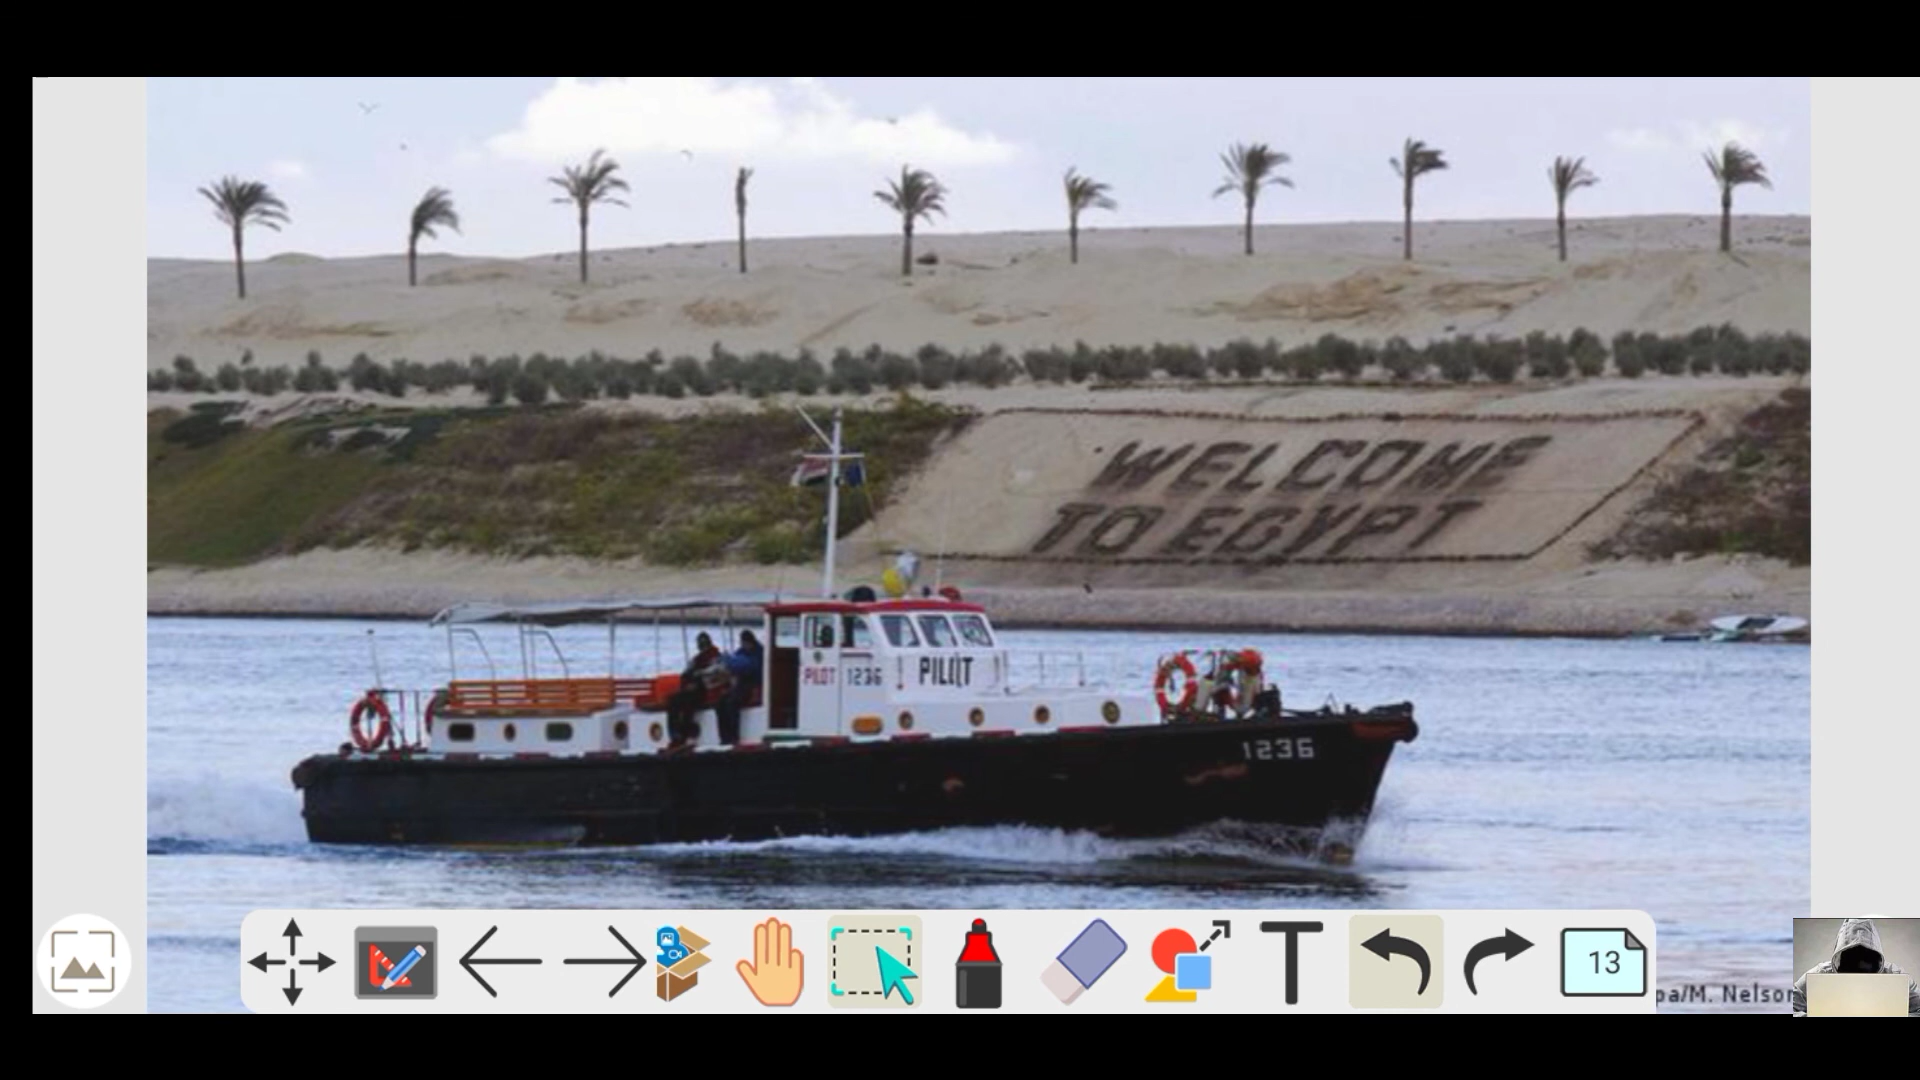 WELCOME
TO EGYPT
PILOT 1236
PILOT
1236
13
pa/M. Nelson